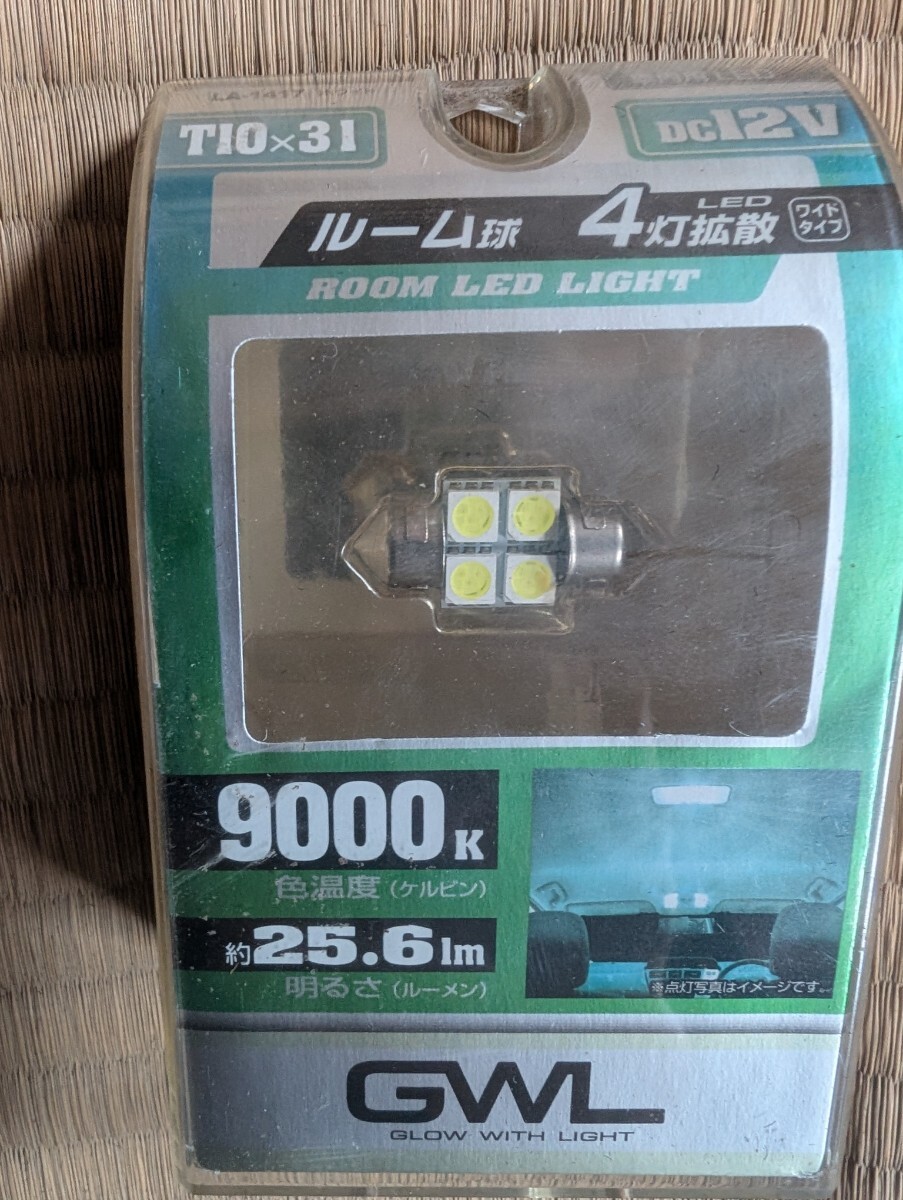 LA-1417
T10×31
DC12V
ルーム球 4灯拡散 LED ワイドタイプ
ROOM LED LIGHT
9000K
色温度（ケルビン）
約25.6lm
明るさ（ルーメン）
※点灯写真はイメージです。
GWL
GLOW WITH LIGHT